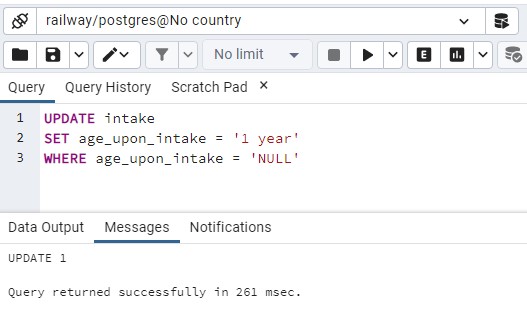 railway/postgres@No country
No limit
E
Query Query History Scratch Pad ×
1 UPDATE intake
2 SET age_upon_intake = '1 year'
3 WHERE age_upon_intake = 'NULL'
Data Output Messages Notifications
UPDATE 1
Query returned successfully in 261 msec.